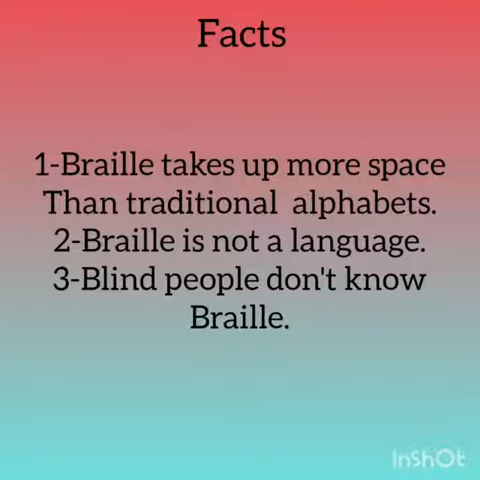 Facts
1-Braille takes up more space
Than traditional alphabets.
2-Braille is not a language.
3-Blind people don't know
Braille.
InShOt